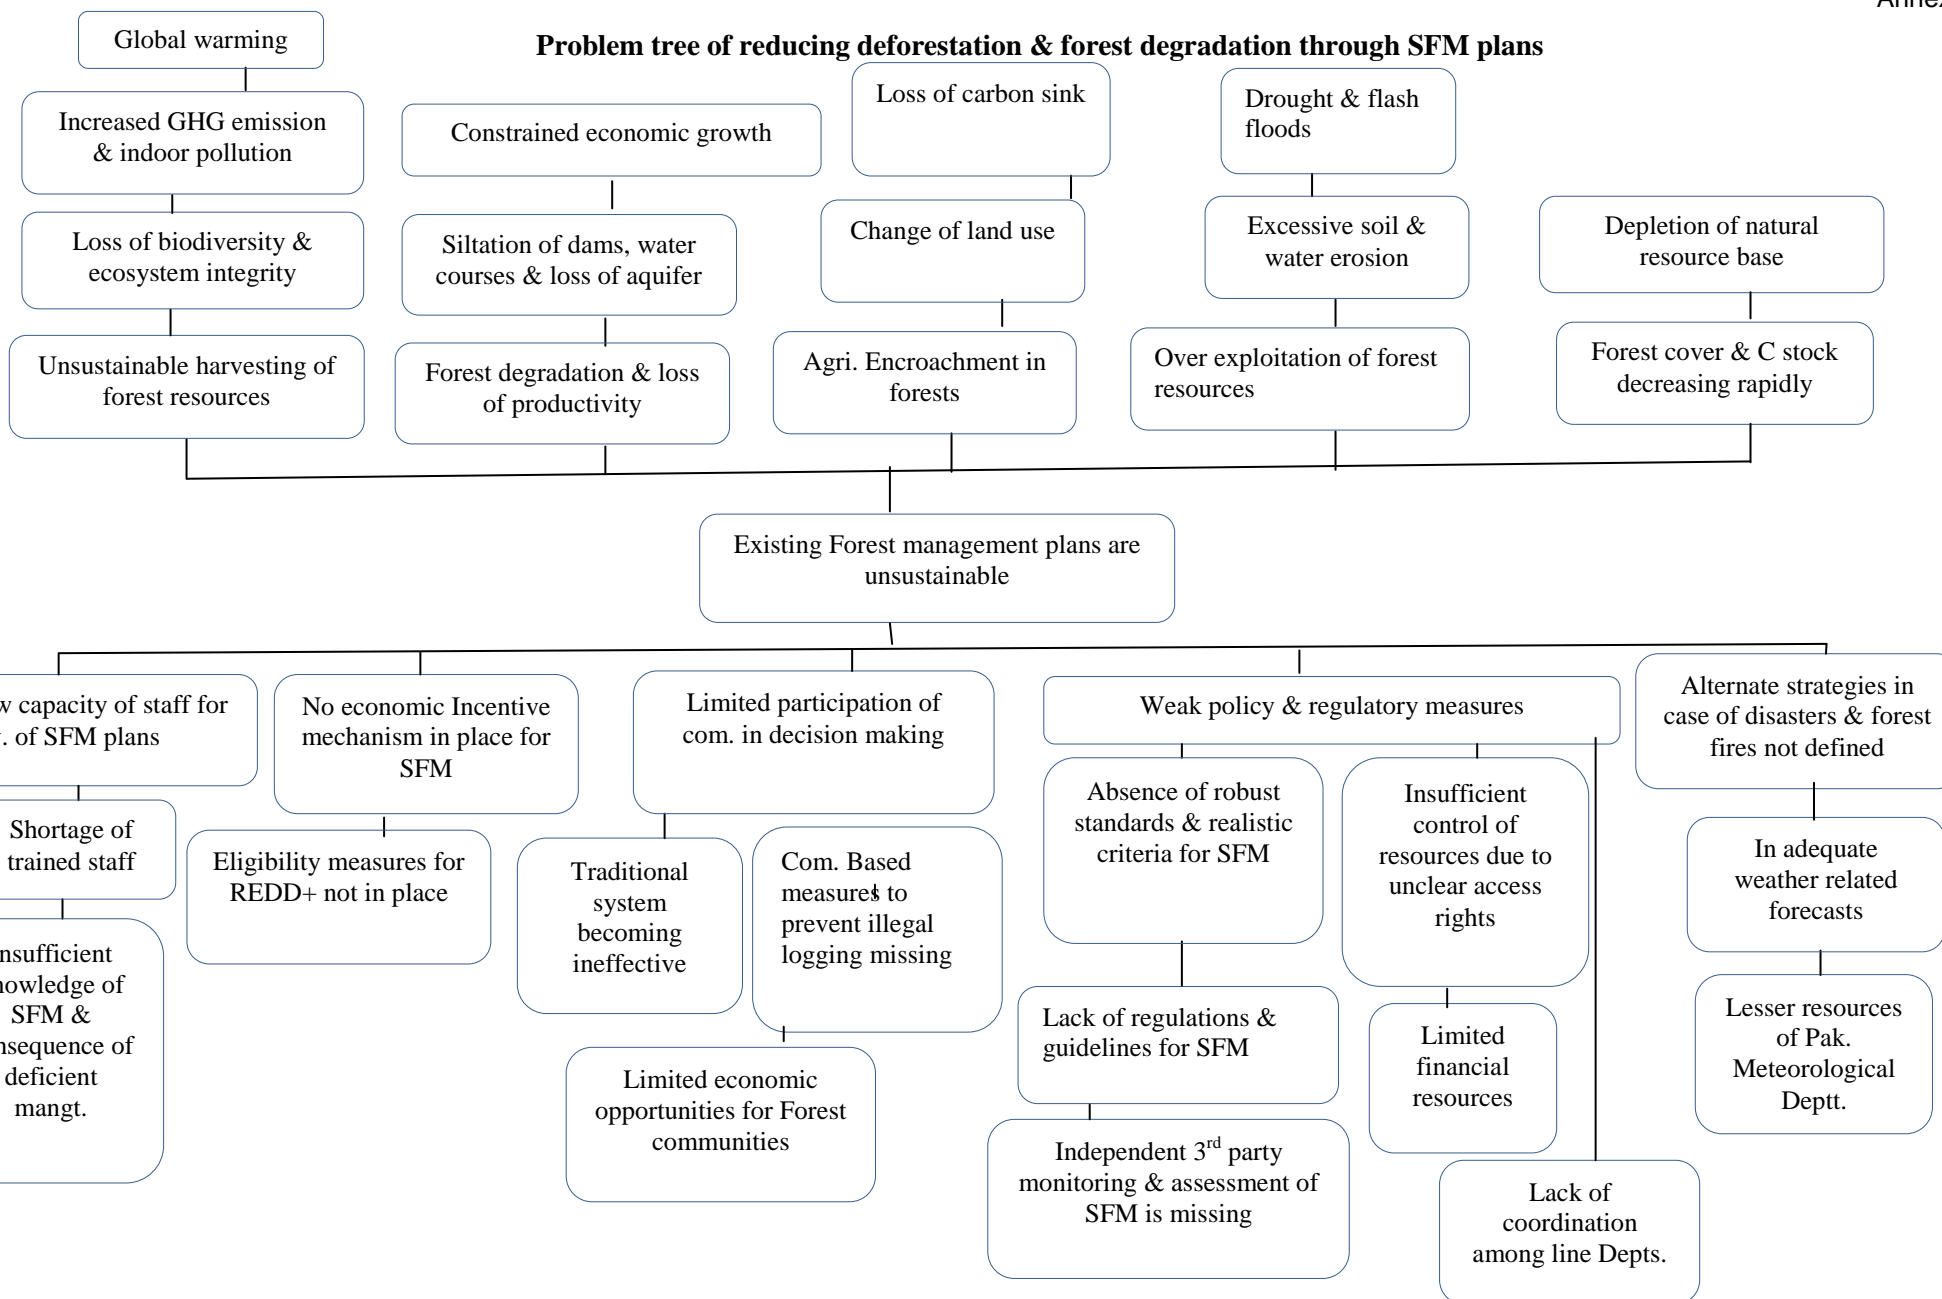 Problem tree of reducing deforestation & forest degradation through SFM plans
Global warming
Increased GHG emission
& indoor pollution
Loss of biodiversity &
ecosystem integrity
Unsustainable harvesting of
forest resources
Constrained economic growth
Siltation of dams, water
courses & loss of aquifer
Forest degradation & loss
of productivity
Loss of carbon sink
Change of land use
Agri. Encroachment in
forests
Drought & flash
floods
Excessive soil &
water erosion
Over exploitation of forest
resources
Depletion of natural
resource base
Forest cover & C stock
decreasing rapidly
Existing Forest management plans are
unsustainable
capacity of staff for
of SFM plans
Shortage of
trained staff
SFM &
of
deficient
mangt.
No economic Incentive
mechanism in place for
SFM
Eligibility measures for
REDD+ not in place
Limited participation of
com. in decision making
Traditional
system
becoming
ineffective
Com. Based
measures to
prevent illegal
logging missing
Limited economic
opportunities for Forest
communities
Weak policy & regulatory measures
Absence of robust
standards & realistic
criteria for SFM
Lack of regulations &
guidelines for SFM
Independent 3rd party
monitoring & assessment of
SFM is missing
Insufficient
control of
resources due to
unclear access
rights
Limited
financial
resources
Lack of
coordination
among line Depts.
Alternate strategies in
case of disasters & forest
fires not defined
In adequate
weather related
forecasts
Lesser resources
of Pak.
Meteorological
Deptt.